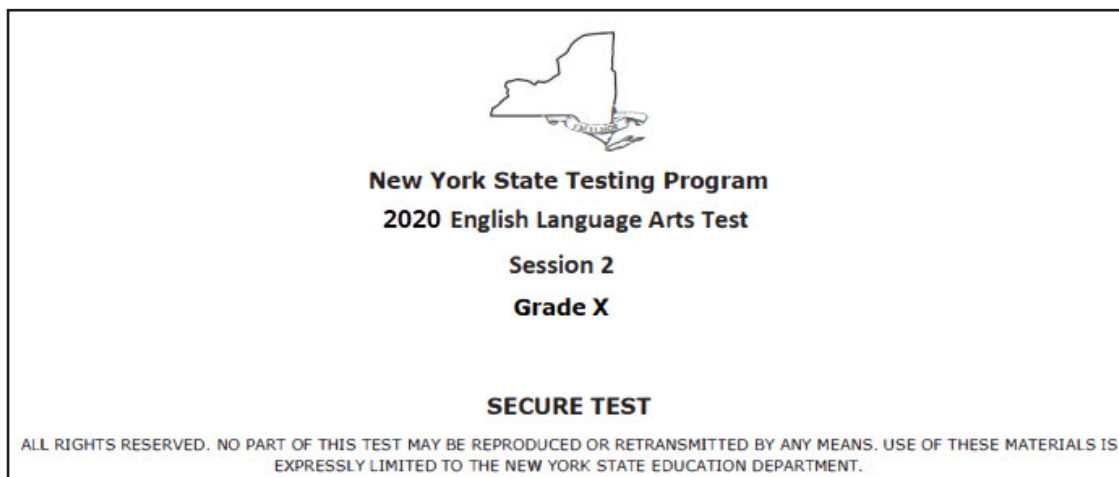 EXCELSIOR
New York State Testing Program
2020 English Language Arts Test
Session 2
Grade X
SECURE TEST
ALL RIGHTS RESERVED. NO PART OF THIS TEST MAY BE REPRODUCED OR RETRANSMITTED BY ANY MEANS. USE OF THESE MATERIALS IS
EXPRESSLY LIMITED TO THE NEW YORK STATE EDUCATION DEPARTMENT.